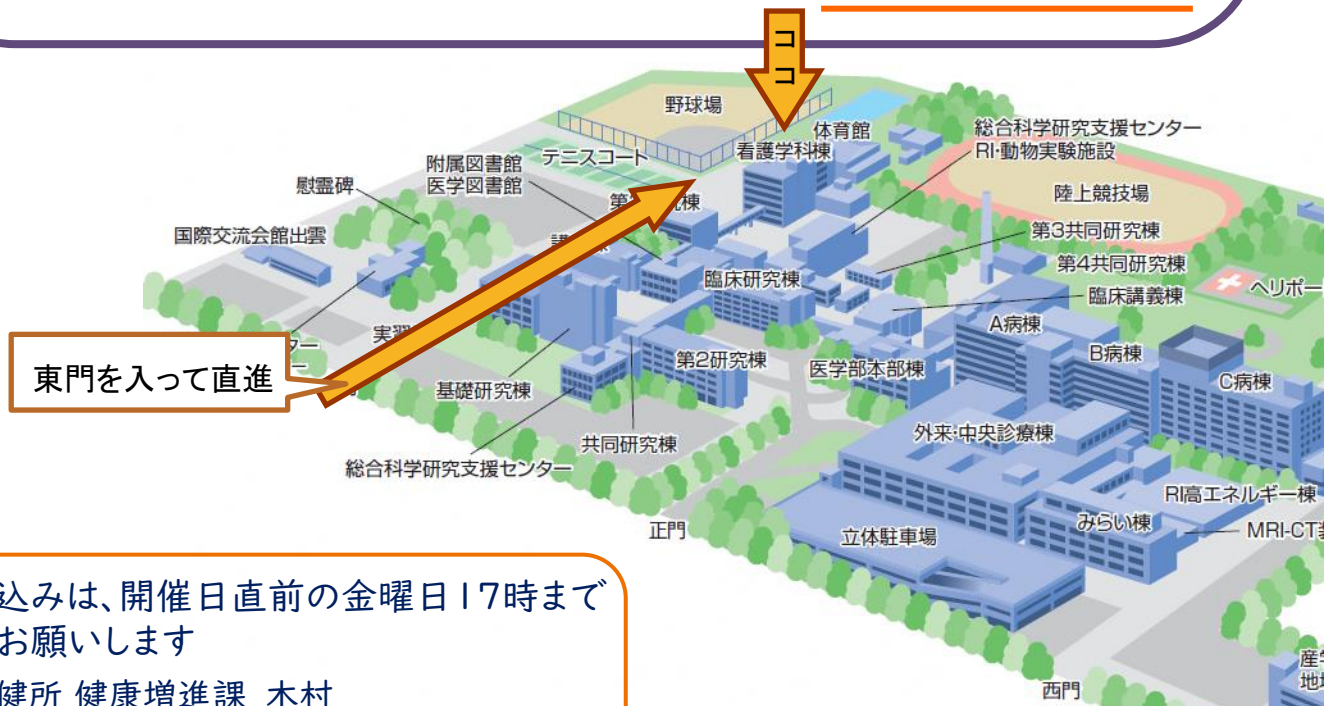 コ
コ
野球場
体育館
総合科学研究支援センター
RI・動物実験施設
看護学科棟
テニスコート
附属図書館
医学図書館
慰霊碑
陸上競技場
国際交流会館出雲
第3共同研究棟
第4共同研究棟
臨床研究棟
ヘリポー
臨床講義棟
A病棟
B病棟
第2研究棟
医学部本部棟
C病棟
東門を入って直進
基礎研究棟
外来・中央診療棟
共同研究棟
総合科学研究支援センター
RI高エネルギー棟
みらい棟
MRI-CT
正門
立体駐車場
西門
込みは、開催日直前の金曜日17時まで
お願いします
健所 健康増進課 木村